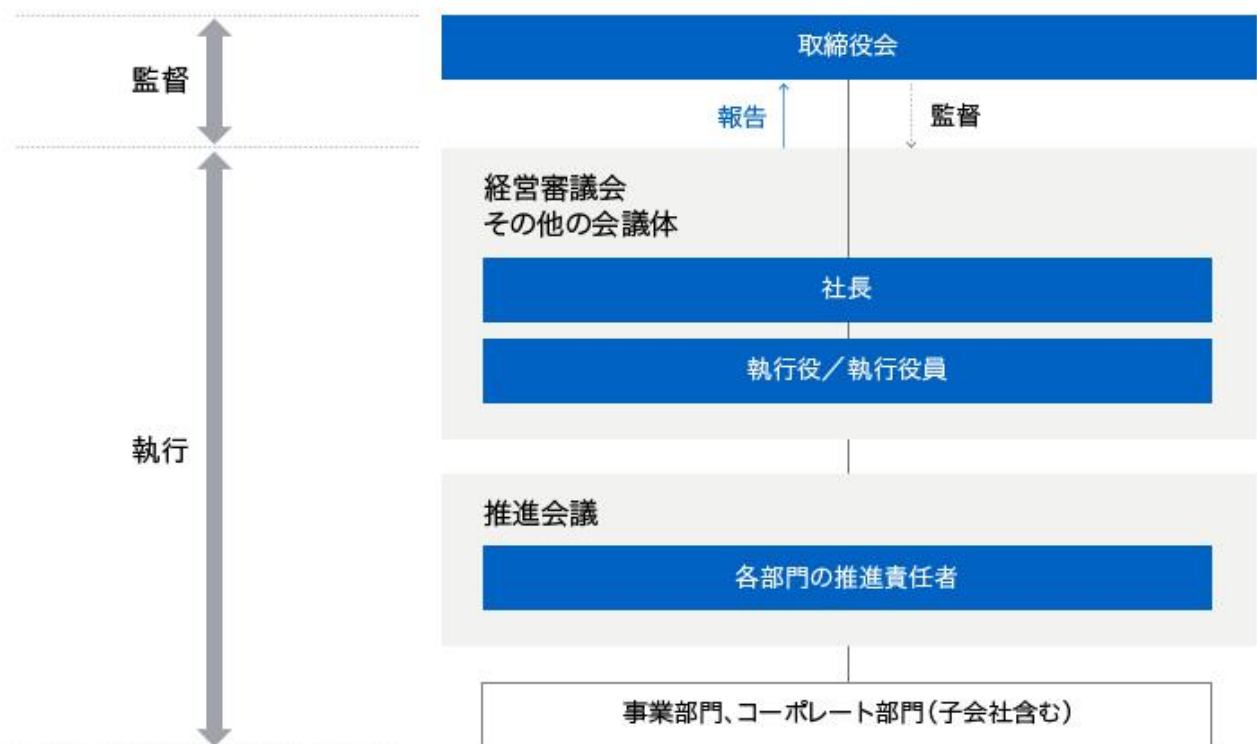 取締役会
監督
報告
監督
経営審議会
その他の会議体
社長
執行役／執行役員
執行
推進会議
各部門の推進責任者
事業部門、コーポレート部門(子会社含む)